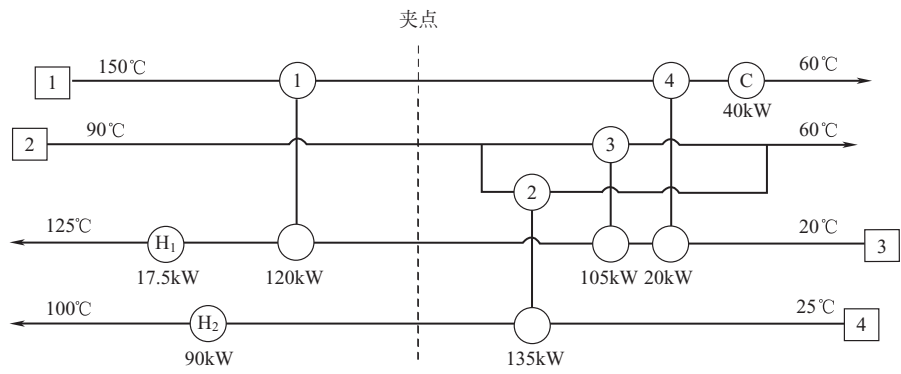 夹点
150℃
1
1
4
C
60℃
40kW
90℃
2
3
60℃
2
125℃
20℃
H₁
3
17.5kW
120kW
105kW
20kW
100℃
25℃
H₂
4
90kW
135kW